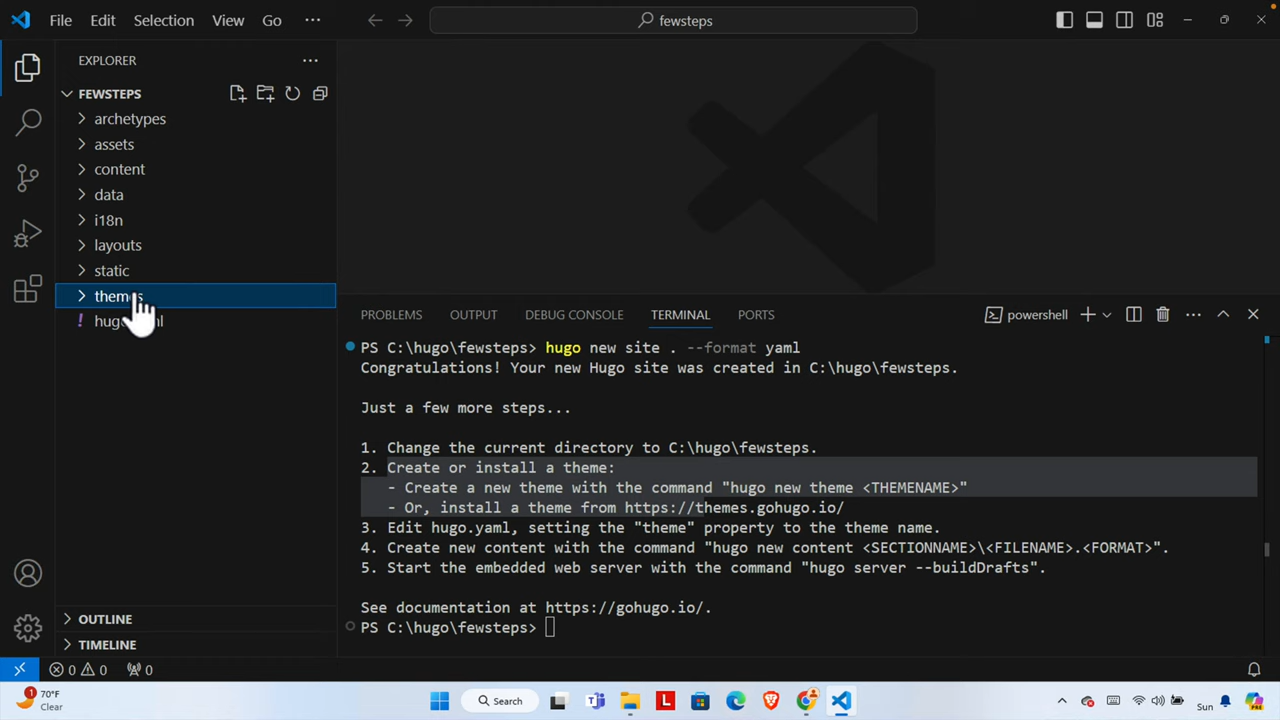 File Edit Selection View Go ···
fewsteps
EXPLORER ···
FEWSTEPS
archetypes
assets
content
data
i18n
layouts
static
themes
! hugo
PROBLEMS OUTPUT DEBUG CONSOLE TERMINAL PORTS powershell
PS C:\hugo\fewsteps> hugo new site . --format yaml
Congratulations! Your new Hugo site was created in C:\hugo\fewsteps.
Just a few more steps...
1. Change the current directory to C:\hugo\fewsteps.
2. Create or install a theme:
- Create a new theme with the command "hugo new theme <THEMENAME>"
- Or, install a theme from https://themes.gohugo.io/
3. Edit hugo.yaml, setting the "theme" property to the theme name.
4. Create new content with the command "hugo new content <SECTIONNAME>\<FILENAME>.<FORMAT>".
5. Start the embedded web server with the command "hugo server --buildDrafts".
See documentation at https://gohugo.io/.
PS C:\hugo\fewsteps>
OUTLINE
TIMELINE
0 0 0
1 70°F
Clear
Search
L
Sun
PRE